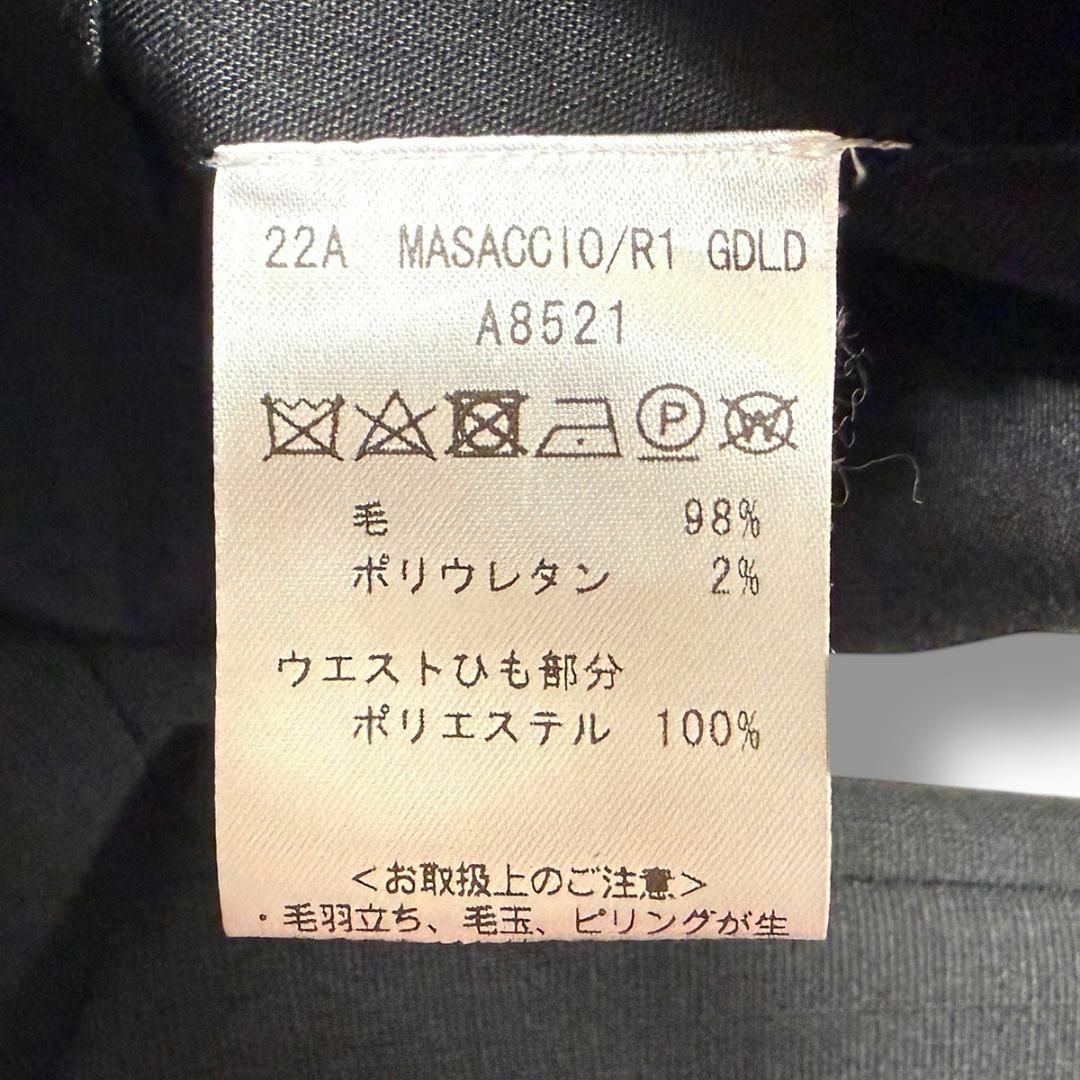 22A MASACCIO/R1 GDLD
A8521
P W
毛 98%
ポリウレタン 2%
ウエストひも部分
ポリエステル 100%
＜お取扱上のご注意＞
・毛羽立ち、毛玉、ピリングが生